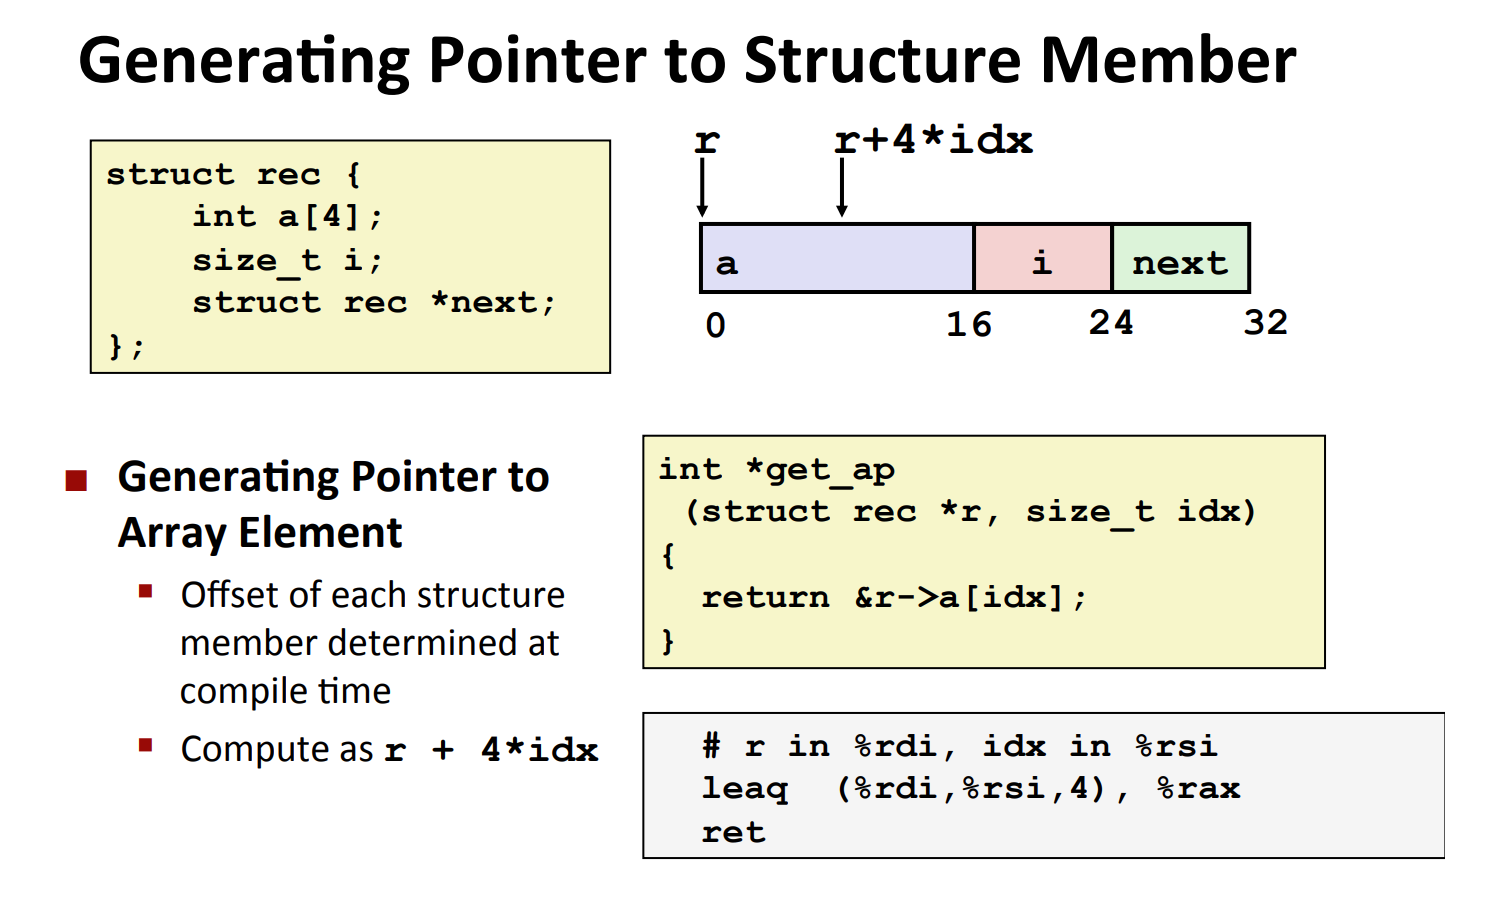 Generating Pointer to Structure Member
struct rec {
    int a[4];
    size_t i;
    struct rec *next;
};
r
r+4*idx
a
i
next
0
16
24
32
Generating Pointer to
Array Element
Offset of each structure
member determined at
compile time
Compute as r + 4*idx
int *get_ap
 (struct rec *r, size_t idx)
{
  return &r->a[idx];
}
# r in %rdi, idx in %rsi
leaq  (%rdi,%rsi,4), %rax
ret